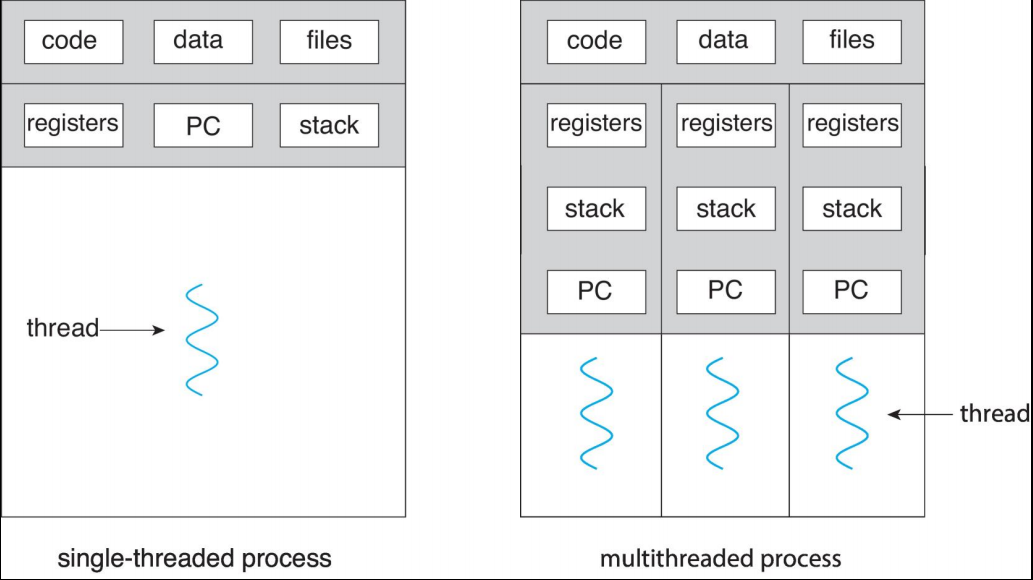 code data files
registers PC stack
thread
single-threaded process
code data files
registers registers registers
stack stack stack
PC PC PC
thread
multithreaded process